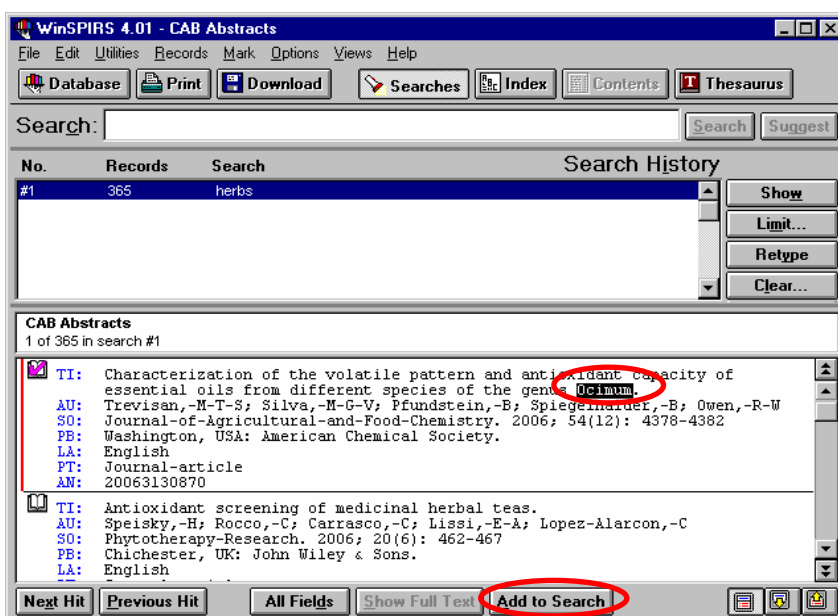 WinSPIRS 4.01 - CAB Abstracts
File Edit Utilities Records Mark Options Views Help
Database Print Download Searches Index Contents Thesaurus
Search: Search Suggest
No. Records Search Search History
#1 365 herbs
Show
Limit...
Retype
Clear...
CAB Abstracts
1 of 365 in search #1
TI: Characterization of the volatile pattern and antioxidant capacity of
essential oils from different species of the genus Ocimum.
AU: Trevisan,-M-T-S; Silva,-M-G-V; Pfundstein,-B; Spiegelhalder,-B; Owen,-R-W
SO: Journal-of-Agricultural-and-Food-Chemistry. 2006; 54(12): 4378-4382
PB: Washington, USA: American Chemical Society.
LA: English
PT: Journal-article
AN: 20063130870
TI: Antioxidant screening of medicinal herbal teas.
AU: Speisky,-H; Rocco,-C; Carrasco,-C; Lissi,-E-A; Lopez-Alarcon,-C
SO: Phytotherapy-Research. 2006; 20(6): 462-467
PB: Chichester, UK: John Wiley & Sons.
LA: English
Next Hit Previous Hit All Fields Show Full Text Add to Search